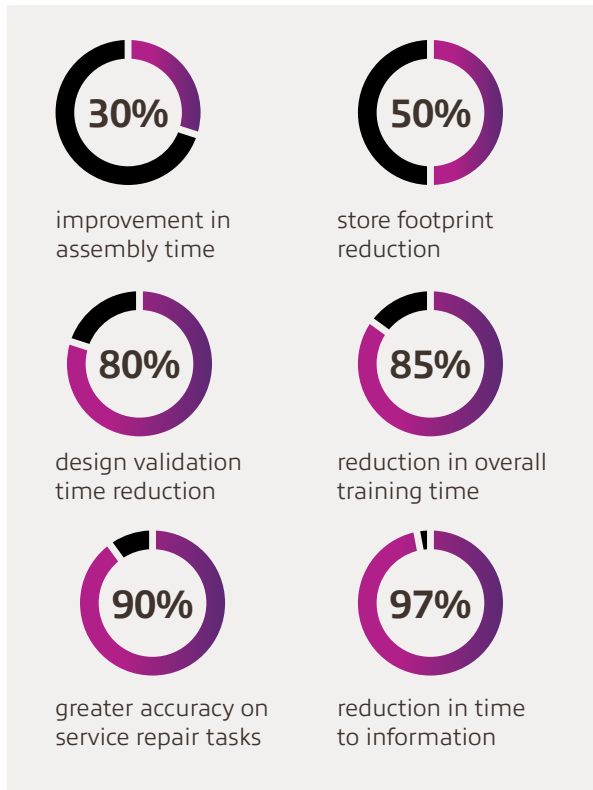 30%
improvement in
assembly time
50%
store footprint
reduction
80%
design validation
time reduction
85%
reduction in overall
training time
90%
greater accuracy on
service repair tasks
97%
reduction in time
to information